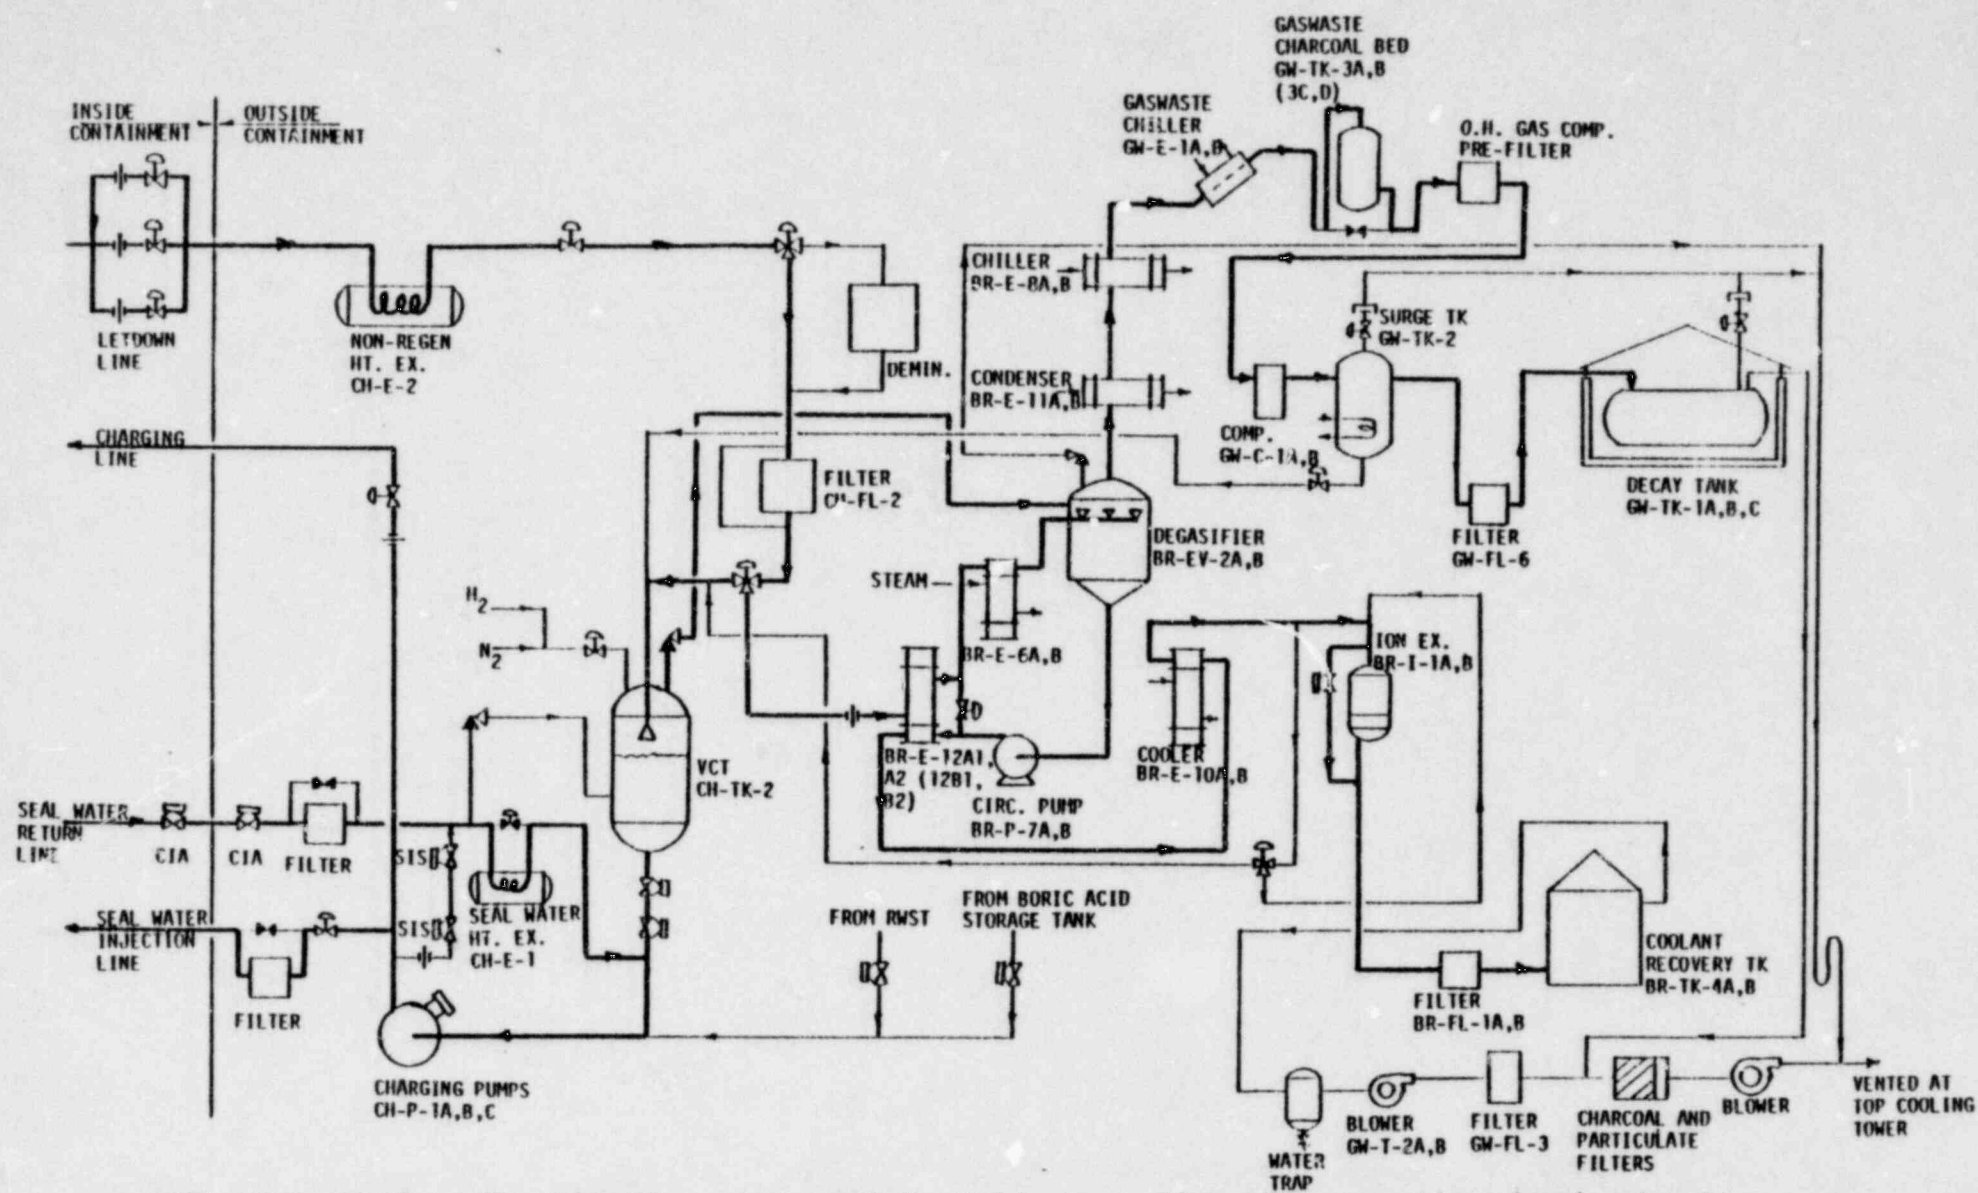 GASWASTE
CHARCOAL BED
GW-TK-3A,B
(3C,D)
GASWASTE
CHILLER
GW-E-1A,B
O.H. GAS COMP.
PRE-FILTER
INSIDE
CONTAINMENT
OUTSIDE
CONTAINMENT
LETDOWN
LINE
NON-REGEN
HT. EX.
CH-E-2
DEMIN.
CHILLER
BR-E-8A,B
CONDENSER
BR-E-11A,B
SURGE TK
GW-TK-2
COMP.
GW-C-1A,B
DECAY TANK
GW-TK-1A,B,C
FILTER
GW-FL-6
CHARGING
LINE
FILTER
CH-FL-2
DEGASIFIER
BR-EV-2A,B
STEAM
BR-E-6A,B
H2
N2
ION EX.
BR-I-1A,B
VCT
CH-TK-2
BR-E-12A1,
A2 (12B1,
B2)
CIRC. PUMP
BR-P-7A,B
COOLER
BR-E-10A,B
SEAL WATER
RETURN
LINE
CIA
CIA
FILTER
SIS
SIS
SEAL WATER
HT. EX.
CH-E-1
SEAL WATER
INJECTION
LINE
FILTER
FROM RWST
FROM BORIC ACID
STORAGE TANK
COOLANT
RECOVERY TK
BR-TK-4A,B
FILTER
BR-FL-1A,B
CHARGING PUMPS
CH-P-1A,B,C
WATER
TRAP
BLOWER
GW-T-2A,B
FILTER
GW-FL-3
CHARCOAL AND
PARTICULATE
FILTERS
BLOWER
VENTED AT
TOP COOLING
TOWER